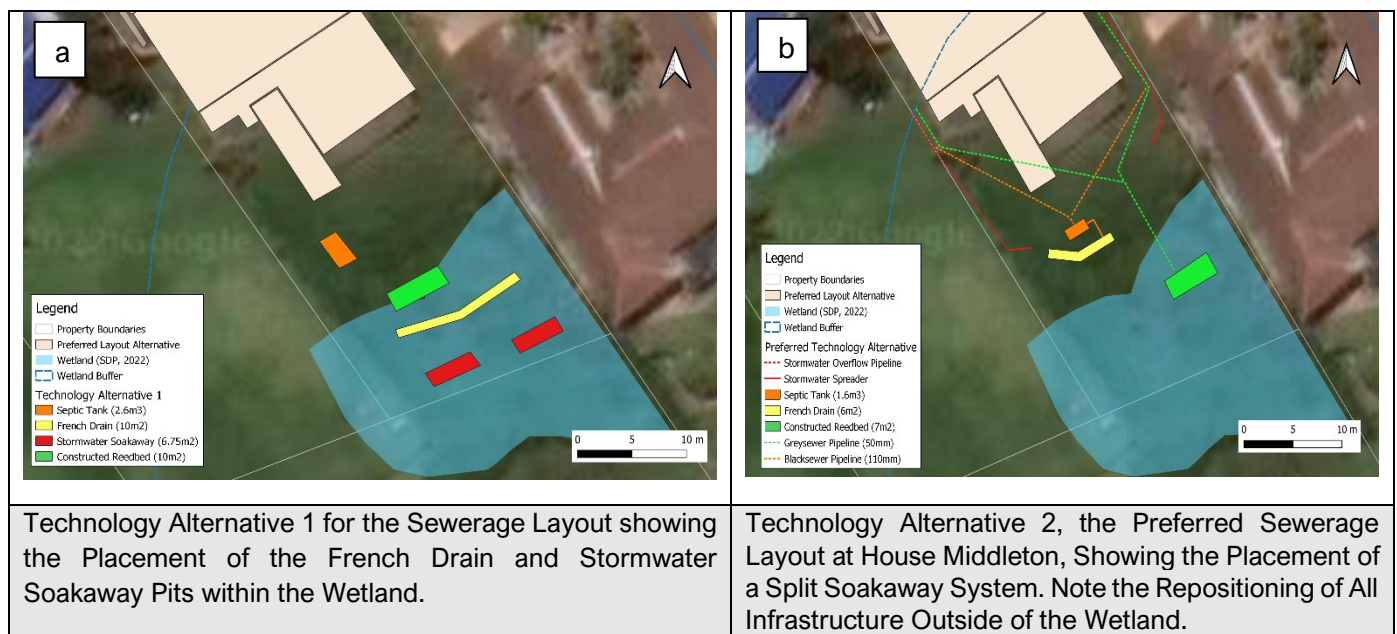 a
2022 Google
Legend
Property Boundaries
Preferred Layout Alternative
Wetland (SDP, 2022)
Wetland Buffer
Technology Alternative 1
Septic Tank (2.6m3)
French Drain (10m2)
Stormwater Soakaway (6.75m2)
Constructed Reedbed (10m2)
0 5 10 m
b
Legend
Property Boundaries
Preferred Layout Alternative
Wetland (SDP, 2022)
Wetland Buffer
Preferred Technology Alternative
Stormwater Overflow Pipeline
Stormwater Spreader
Septic Tank (1.6m3)
French Drain (6m2)
Constructed Reedbed (7m2)
Greysewer Pipeline (50mm)
Blacksewer Pipeline (110mm)
0 5 10 m
Technology Alternative 1 for the Sewerage Layout showing
the Placement of the French Drain and Stormwater
Soakaway Pits within the Wetland.
Technology Alternative 2, the Preferred Sewerage
Layout at House Middleton, Showing the Placement of
a Split Soakaway System. Note the Repositioning of All
Infrastructure Outside of the Wetland.